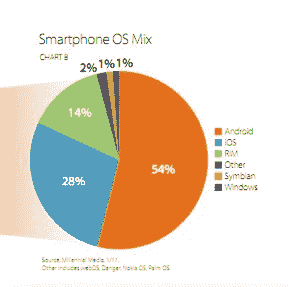 Smartphone OS Mix
CHART B
2% 1% 1%
14%
54%
28%
Android
iOS
RIM
Other
Symbian
Windows
Source: Millennial Media, 1/11.
Other includes webOS, Danger, Nokia OS, Palm OS.